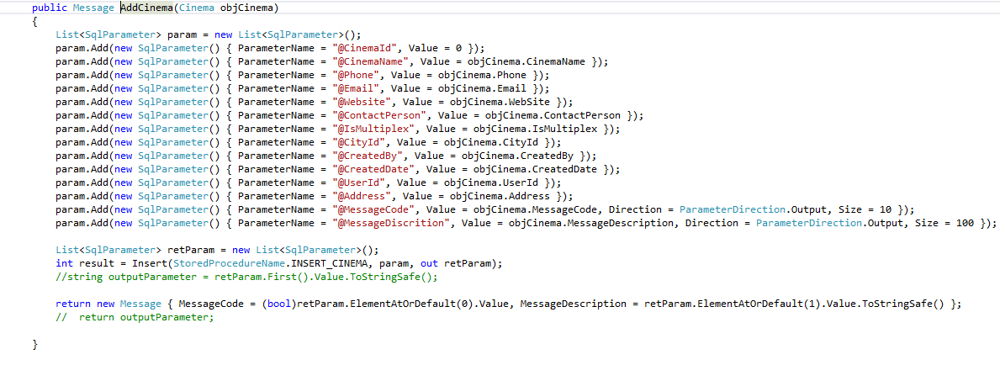 public Message AddCinema(Cinema objCinema)
{
    List<SqlParameter> param = new List<SqlParameter>();
    param.Add(new SqlParameter() { ParameterName = "@CinemaId", Value = 0 });
    param.Add(new SqlParameter() { ParameterName = "@CinemaName", Value = objCinema.CinemaName });
    param.Add(new SqlParameter() { ParameterName = "@Phone", Value = objCinema.Phone });
    param.Add(new SqlParameter() { ParameterName = "@Email", Value = objCinema.Email });
    param.Add(new SqlParameter() { ParameterName = "@Website", Value = objCinema.WebSite });
    param.Add(new SqlParameter() { ParameterName = "@ContactPerson", Value = objCinema.ContactPerson });
    param.Add(new SqlParameter() { ParameterName = "@IsMultiplex", Value = objCinema.IsMultiplex });
    param.Add(new SqlParameter() { ParameterName = "@CityId", Value = objCinema.CityId });
    param.Add(new SqlParameter() { ParameterName = "@CreatedBy", Value = objCinema.CreatedBy });
    param.Add(new SqlParameter() { ParameterName = "@CreatedDate", Value = objCinema.CreatedDate });
    param.Add(new SqlParameter() { ParameterName = "@UserId", Value = objCinema.UserId });
    param.Add(new SqlParameter() { ParameterName = "@Address", Value = objCinema.Address });
    param.Add(new SqlParameter() { ParameterName = "@MessageCode", Value = objCinema.MessageCode, Direction = ParameterDirection.Output, Size = 10 });
    param.Add(new SqlParameter() { ParameterName = "@MessageDiscrition", Value = objCinema.MessageDescription, Direction = ParameterDirection.Output, Size = 100 });
    List<SqlParameter> retParam = new List<SqlParameter>();
    int result = Insert(StoredProcedureName.INSERT_CINEMA, param, out retParam);
    //string outputParameter = retParam.First().Value.ToStringSafe();
    return new Message { MessageCode = (bool)retParam.ElementAtOrDefault(0).Value, MessageDescription = retParam.ElementAtOrDefault(1).Value.ToStringSafe() };
    //  return outputParameter;
}